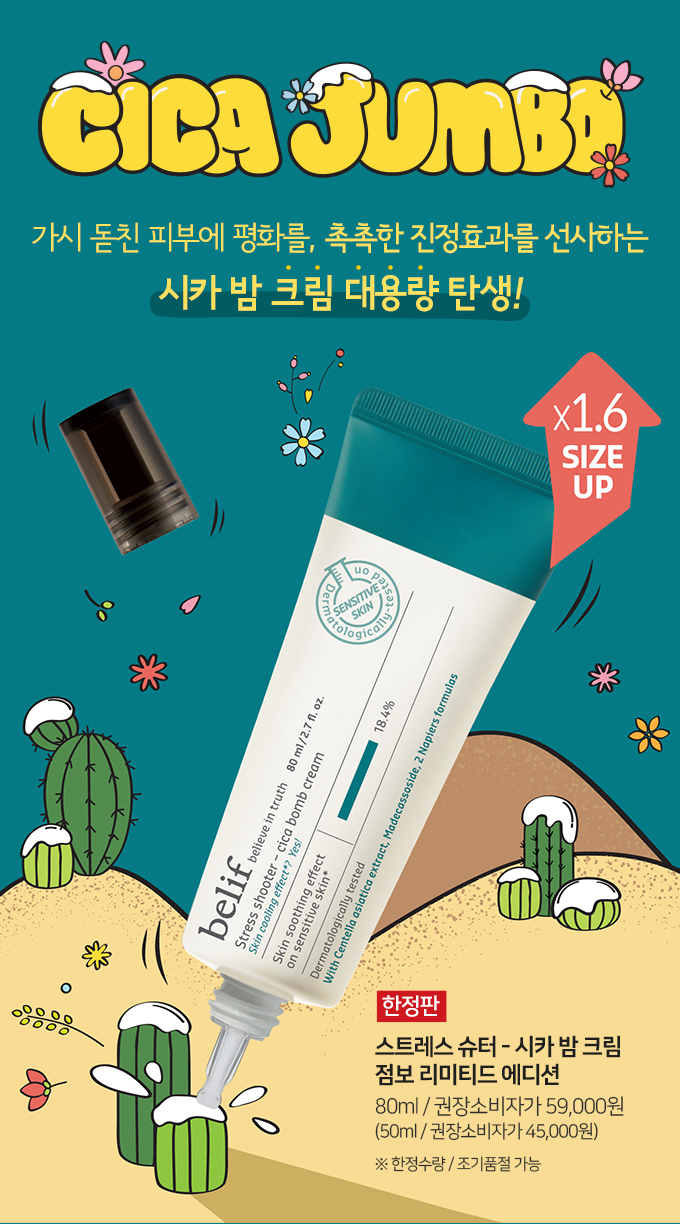 CICA JUMBO
가시 돋친 피부에 평화를, 촉촉한 진정효과를 선사하는
시카 밤 크림 대용량 탄생!
x1.6
SIZE
UP
Dermatologically-tested on
SENSITIVE
SKIN
18.4%
belif believe in truth 80 ml/2.7 fl. oz.
Stress shooter – cica bomb cream
Skin cooling effect*? Yes!
Skin soothing effect
on sensitive skin*
Dermatologically tested
With Centella asiatica extract, Madecassoside, 2 Napiers formulas
한정판
스트레스 슈터 - 시카 밤 크림
점보 리미티드 에디션
80ml / 권장소비자가 59,000원
(50ml / 권장소비자가 45,000원)
※ 한정수량 / 조기품절 가능